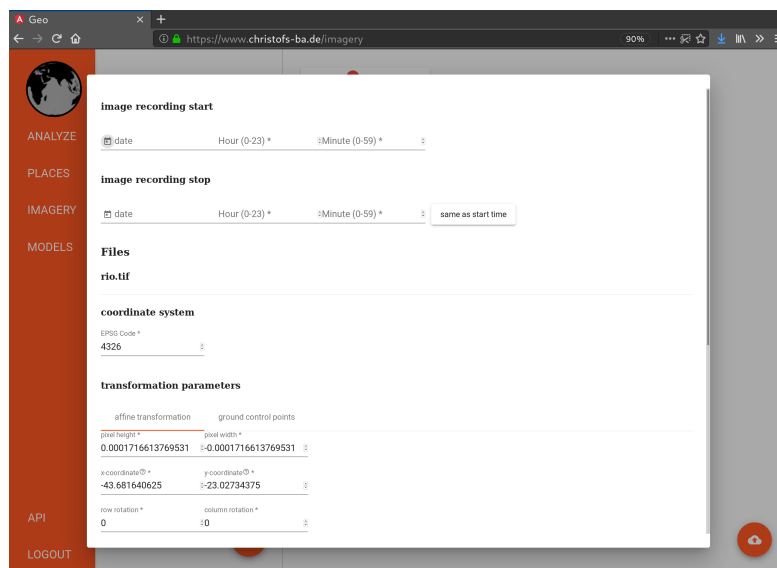 Geo
https://www.christofs-ba.de/imagery
90%
image recording start
ANALYZE
date Hour (0-23) * Minute (0-59) *
PLACES
image recording stop
IMAGERY
date Hour (0-23) * Minute (0-59) * same as start time
MODELS
Files
rio.tif
coordinate system
EPSG Code *
4326
transformation parameters
affine transformation ground control points
pixel height * pixel width *
0.0001716613769531 -0.0001716613769531
x-coordinate * y-coordinate *
-43.681640625 -23.02734375
row rotation * column rotation *
API
0 0
LOGOUT